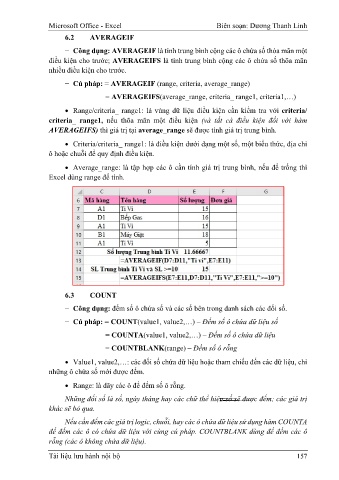 Microsoft Office - Excel Biên soạn: Dương Thanh Linh
6.2 AVERAGEIF
− Công dụng: AVERAGEIF là tính trung bình cộng các ô chứa số thỏa mãn một
điều kiện cho trước; AVERAGEIFS là tính trung bình cộng các ô chứa số thỏa mãn
nhiều điều kiện cho trước.
− Cú pháp: = AVERAGEIF (range, criteria, average_range)
= AVERAGEIFS(average_range, criteria_ range1, criteria1,…)
• Range/criteria_ range1: là vùng dữ liệu điều kiện cần kiểm tra với criteria/
criteria_ range1, nếu thõa mãn một điều kiện (và tất cả điều kiện đối với hàm
AVERAGEIFS) thì giá trị tại average_range sẽ được tính giá trị trung bình.
• Criteria/criteria_ range1: là điều kiện dưới dạng một số, một biểu thức, địa chỉ
ô hoặc chuỗi để quy định điều kiện.
• Average_range: là tập hợp các ô cần tính giá trị trung bình, nếu để trống thì
Excel dùng range để tính.
C D E F G
6 Mã hàng Tên hàng Số lượng Đơn giá
7 A1 Ti Vi 15
8 D1 Bếp Gas 16
9 A1 Ti Vi 15
10 B1 Máy Giặt 18
11 A1 Ti Vi 5
12 Số lượng Trung bình Ti Vi 11.66667
13 =AVERAGEIF(D7:D11,"Ti vi",E7:E11)
14 SL Trung bình Ti Vi và SL >=10 15
15 =AVERAGEIFS(E7:E11,D7:D11,"Ti Vi",E7:E11,">=10")
6.3 COUNT
− Công dụng: đếm số ô chứa số và các số bên trong danh sách các đối số.
− Cú pháp: = COUNT(value1, value2,…) – Đếm số ô chứa dữ liệu số
= COUNTA(value1, value2,…) – Đếm số ô chứa dữ liệu
= COUNTBLANK(range) – Đếm số ô rỗng
• Value1, value2,…: các đối số chứa dữ liệu hoặc tham chiếu đến các dữ liệu, chỉ
những ô chứa số mới được đếm.
• Range: là dãy các ô để đếm số ô rỗng.
Những đối số là số, ngày tháng hay các chữ thể hiện số sẽ được đếm; các giá trị
khác sẽ bỏ qua.
Nếu cần đếm các giá trị logic, chuỗi, hay các ô chứa dữ liệu sử dụng hàm COUNTA
để đếm các ô có chứa dữ liệu với cùng cú pháp. COUNTBLANK dùng để đếm các ô
rỗng (các ô không chứa dữ liệu).
Tài liệu lưu hành nội bộ 157